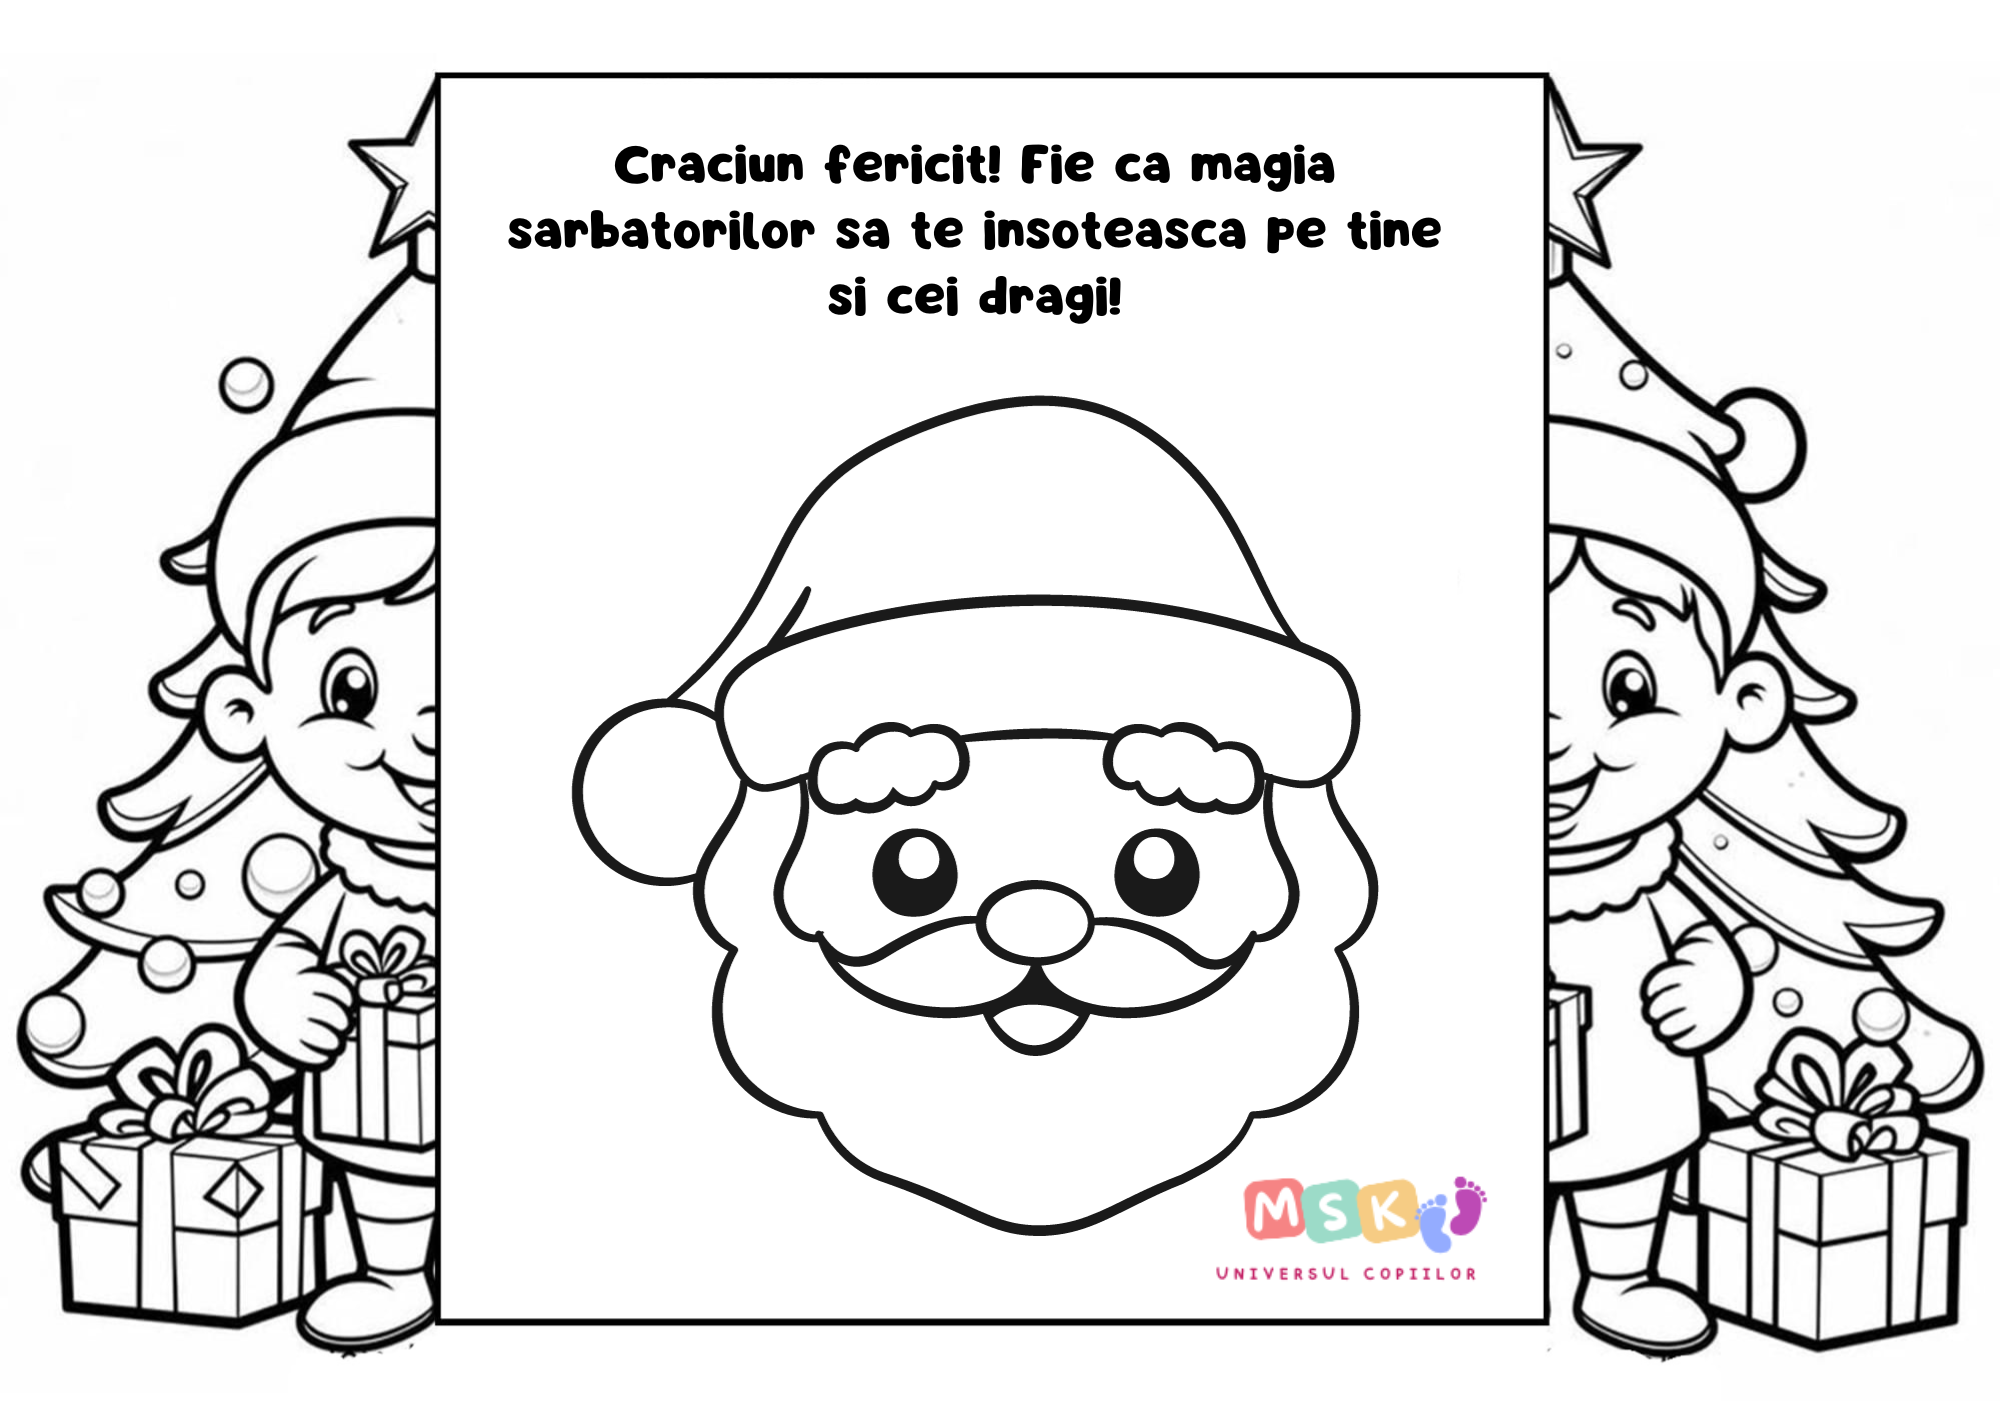 Craciun fericit! Fie ca magia
sarbatorilor sa te insoteasca pe tine
si cei dragi!
MSK
UNIVERSUL COPIILOR